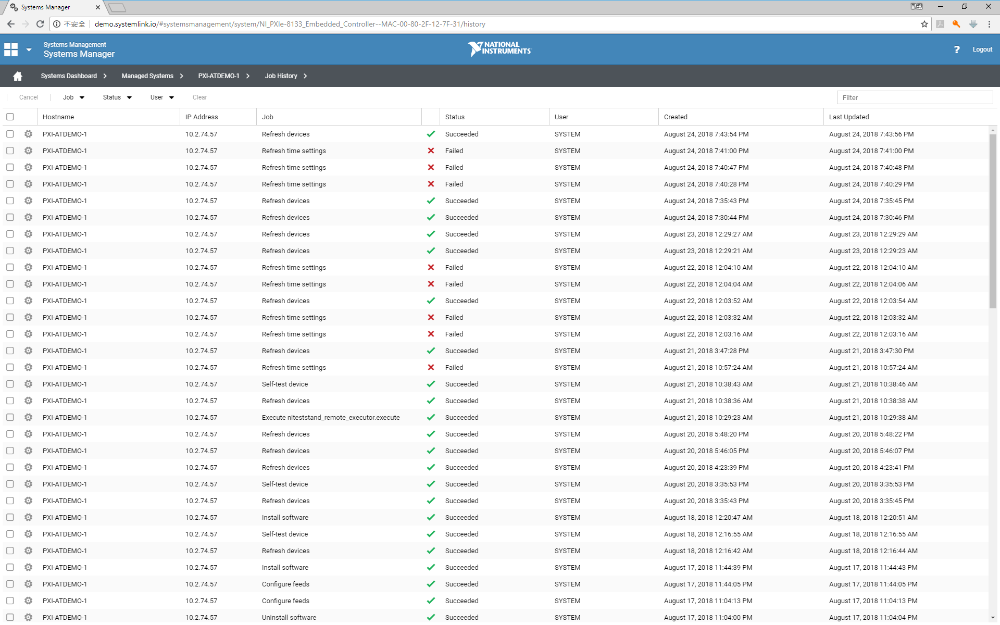 Systems Manager
歐透
不安全 demo.systemlink.io/#systemsmanagement/system/NI_PXIe-8133_Embedded_Controller--MAC-00-80-2F-12-7F-31/history
Systems Management
Systems Manager
NATIONAL
INSTRUMENTS
? Logout
Systems Dashboard Managed Systems PXI-ATDEMO-1 Job History
Cancel Job Status User Clear Filter
Hostname IP Address Job Status User Created Last Updated
PXI-ATDEMO-1 10.2.74.57 Refresh devices Succeeded SYSTEM August 24, 2018 7:43:54 PM August 24, 2018 7:43:56 PM
PXI-ATDEMO-1 10.2.74.57 Refresh time settings Failed SYSTEM August 24, 2018 7:41:00 PM August 24, 2018 7:41:00 PM
PXI-ATDEMO-1 10.2.74.57 Refresh time settings Failed SYSTEM August 24, 2018 7:40:47 PM August 24, 2018 7:40:48 PM
PXI-ATDEMO-1 10.2.74.57 Refresh time settings Failed SYSTEM August 24, 2018 7:40:28 PM August 24, 2018 7:40:29 PM
PXI-ATDEMO-1 10.2.74.57 Refresh devices Succeeded SYSTEM August 24, 2018 7:35:43 PM August 24, 2018 7:35:45 PM
PXI-ATDEMO-1 10.2.74.57 Refresh devices Succeeded SYSTEM August 24, 2018 7:30:44 PM August 24, 2018 7:30:46 PM
PXI-ATDEMO-1 10.2.74.57 Refresh devices Succeeded SYSTEM August 23, 2018 12:29:27 AM August 23, 2018 12:29:29 AM
PXI-ATDEMO-1 10.2.74.57 Refresh devices Succeeded SYSTEM August 23, 2018 12:29:21 AM August 23, 2018 12:29:23 AM
PXI-ATDEMO-1 10.2.74.57 Refresh time settings Failed SYSTEM August 22, 2018 12:04:10 AM August 22, 2018 12:04:10 AM
PXI-ATDEMO-1 10.2.74.57 Refresh time settings Failed SYSTEM August 22, 2018 12:04:04 AM August 22, 2018 12:04:06 AM
PXI-ATDEMO-1 10.2.74.57 Refresh devices Succeeded SYSTEM August 22, 2018 12:03:52 AM August 22, 2018 12:03:54 AM
PXI-ATDEMO-1 10.2.74.57 Refresh time settings Failed SYSTEM August 22, 2018 12:03:32 AM August 22, 2018 12:03:32 AM
PXI-ATDEMO-1 10.2.74.57 Refresh time settings Failed SYSTEM August 22, 2018 12:03:16 AM August 22, 2018 12:03:16 AM
PXI-ATDEMO-1 10.2.74.57 Refresh devices Succeeded SYSTEM August 21, 2018 3:47:28 PM August 21, 2018 3:47:30 PM
PXI-ATDEMO-1 10.2.74.57 Refresh time settings Failed SYSTEM August 21, 2018 10:57:24 AM August 21, 2018 10:57:24 AM
PXI-ATDEMO-1 10.2.74.57 Self-test device Succeeded SYSTEM August 21, 2018 10:38:43 AM August 21, 2018 10:38:46 AM
PXI-ATDEMO-1 10.2.74.57 Refresh devices Succeeded SYSTEM August 21, 2018 10:38:36 AM August 21, 2018 10:38:38 AM
PXI-ATDEMO-1 10.2.74.57 Execute niteststand_remote_executor.execute Succeeded SYSTEM August 21, 2018 10:29:23 AM August 21, 2018 10:29:38 AM
PXI-ATDEMO-1 10.2.74.57 Refresh devices Succeeded SYSTEM August 20, 2018 5:48:20 PM August 20, 2018 5:48:22 PM
PXI-ATDEMO-1 10.2.74.57 Refresh devices Succeeded SYSTEM August 20, 2018 5:46:05 PM August 20, 2018 5:46:07 PM
PXI-ATDEMO-1 10.2.74.57 Refresh devices Succeeded SYSTEM August 20, 2018 4:23:39 PM August 20, 2018 4:23:41 PM
PXI-ATDEMO-1 10.2.74.57 Self-test device Succeeded SYSTEM August 20, 2018 3:35:53 PM August 20, 2018 3:35:53 PM
PXI-ATDEMO-1 10.2.74.57 Refresh devices Succeeded SYSTEM August 20, 2018 3:35:43 PM August 20, 2018 3:35:45 PM
PXI-ATDEMO-1 10.2.74.57 Install software Succeeded SYSTEM August 18, 2018 12:20:47 AM August 18, 2018 12:20:51 AM
PXI-ATDEMO-1 10.2.74.57 Self-test device Succeeded SYSTEM August 18, 2018 12:16:55 AM August 18, 2018 12:16:55 AM
PXI-ATDEMO-1 10.2.74.57 Refresh devices Succeeded SYSTEM August 18, 2018 12:16:42 AM August 18, 2018 12:16:44 AM
PXI-ATDEMO-1 10.2.74.57 Install software Succeeded SYSTEM August 17, 2018 11:44:39 PM August 17, 2018 11:44:43 PM
PXI-ATDEMO-1 10.2.74.57 Configure feeds Succeeded SYSTEM August 17, 2018 11:44:05 PM August 17, 2018 11:44:05 PM
PXI-ATDEMO-1 10.2.74.57 Configure feeds Succeeded SYSTEM August 17, 2018 11:04:13 PM August 17, 2018 11:04:13 PM
PXI-ATDEMO-1 10.2.74.57 Uninstall software Succeeded SYSTEM August 17, 2018 11:04:00 PM August 17, 2018 11:04:04 PM